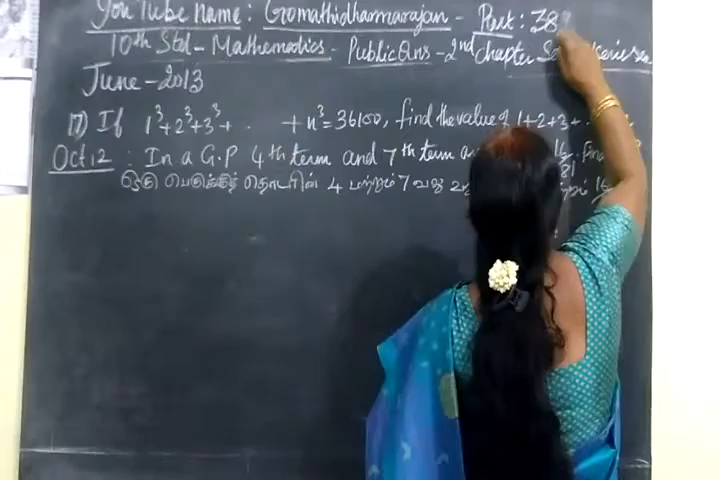 You Tube Name: Gomathidharmarajan - Part: 38
10th Std - Mathematics - Public Qns - 2nd chapter
June - 2013
17) If 1³+2³+3³+ . . +n³ = 36100, find the value of 1+2+3+
Oct 12 : In a G.P 4th term and 7th term 16/81
ஒரு பெருக்குத் தொடரின் 4 மற்றும் 7 வது